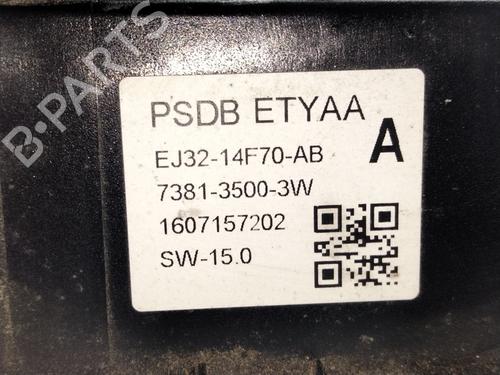 B-PARTS
PSDB ETYAA
EJ32-14F70-AB
A
7381-3500-3W
1607157202
SW-15.0